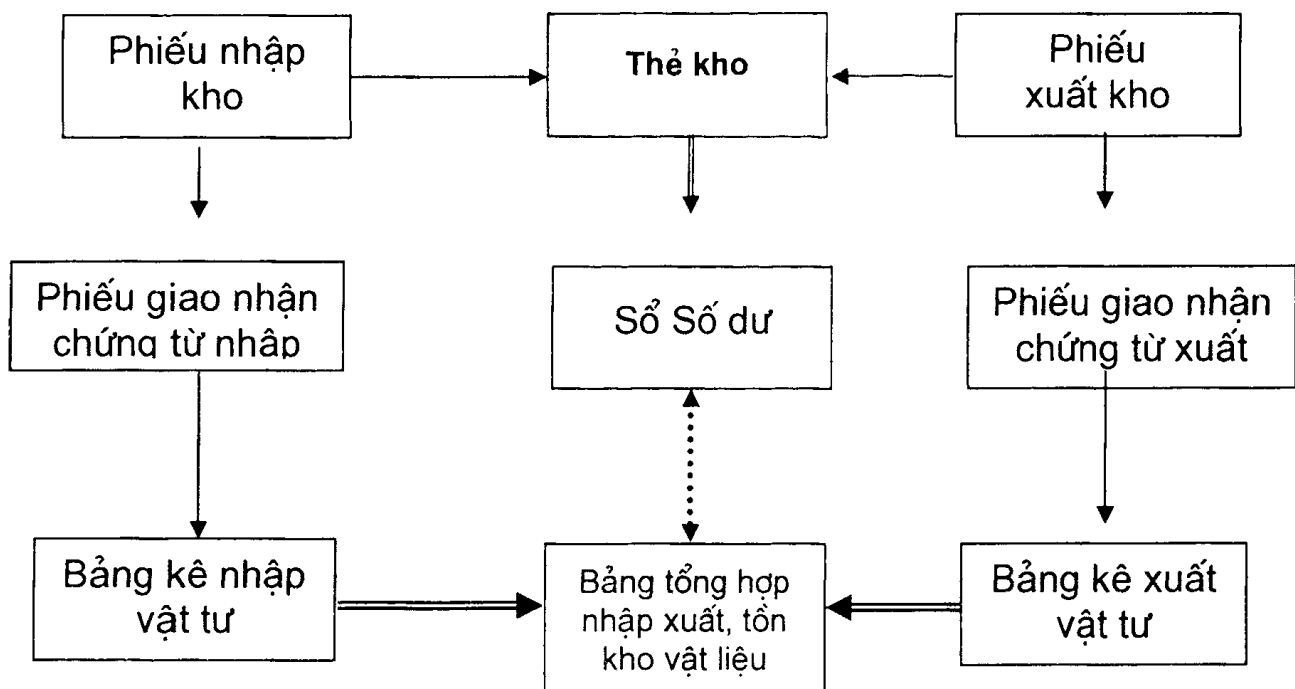 Phiếu nhập
kho
Thẻ kho
Phiếu
xuất kho
Phiếu giao nhận
chứng từ nhập
Sổ Số dư
Phiếu giao nhận
chứng từ xuất
Bảng kê nhập
vật tư
Bảng tổng hợp
nhập xuất, tồn
kho vật liệu
Bảng kê xuất
vật tư